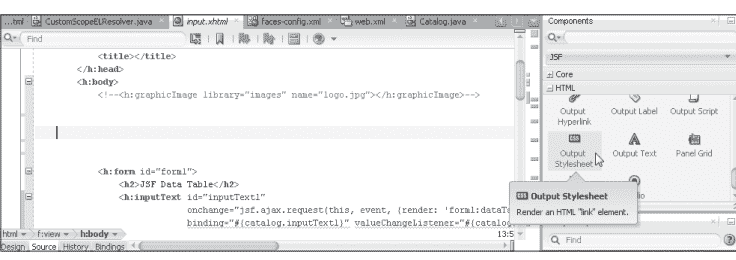 ...tml CustomScopeELResolver.java input.xhtml faces-config.xml web.xml Catalog.java
Find
<title></title>
</h:head>
<h:body>
<!--<h:graphicImage library="images" name="logo.jpg"></h:graphicImage>-->
<h:form id="form1">
<h2>JSF Data Table</h2>
<h:inputText id="inputText1"
onchange="jsf.ajax.request(this, event, {render: 'form1:dataTa
binding="#{catalog.inputText1}" valueChangeListener="#{catalog
13:5
html f:view h:body
Design Source History Bindings
Components
JSF
Core
HTML
Output Hyperlink
Output Label
Output Script
Output Stylesheet
Output Text
Panel Grid
Output Stylesheet
Render an HTML "link" element.
Find